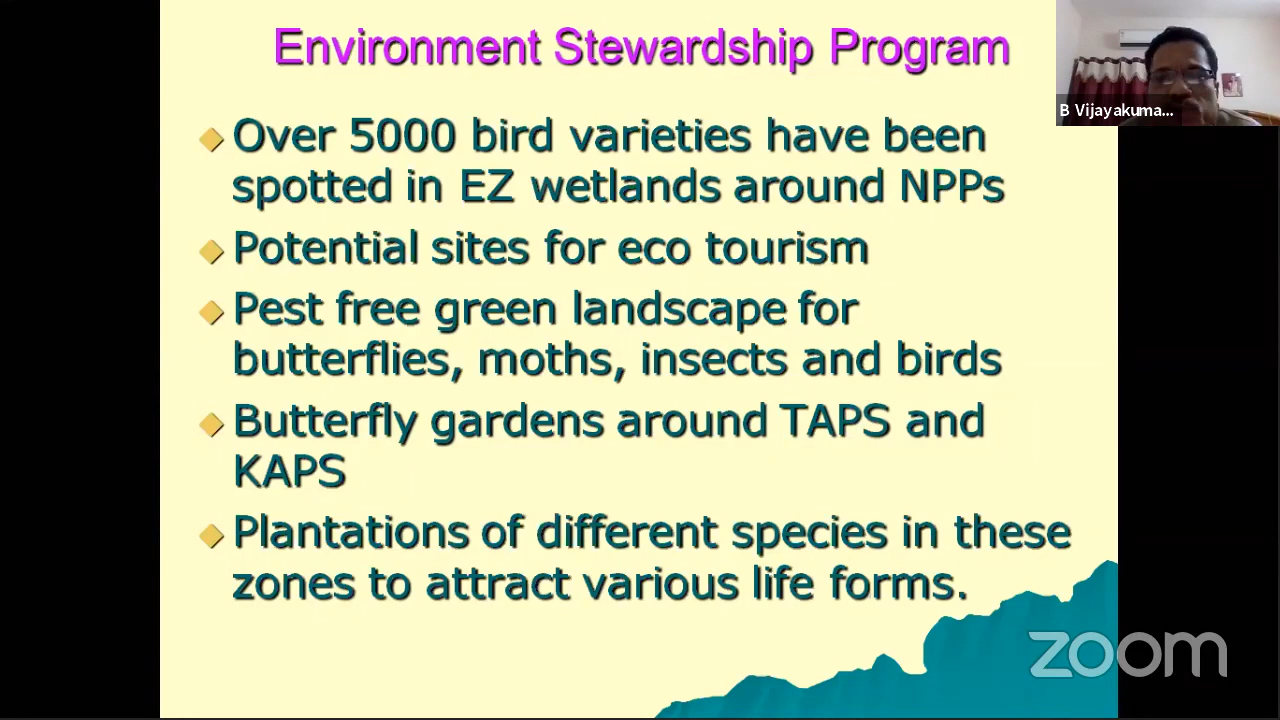 Environment Stewardship Program
Over 5000 bird varieties have been
spotted in EZ wetlands around NPPs
Potential sites for eco tourism
Pest free green landscape for
butterflies, moths, insects and birds
Butterfly gardens around TAPS and
KAPS
Plantations of different species in these
zones to attract various life forms.
B Vijayakuma...
zoom